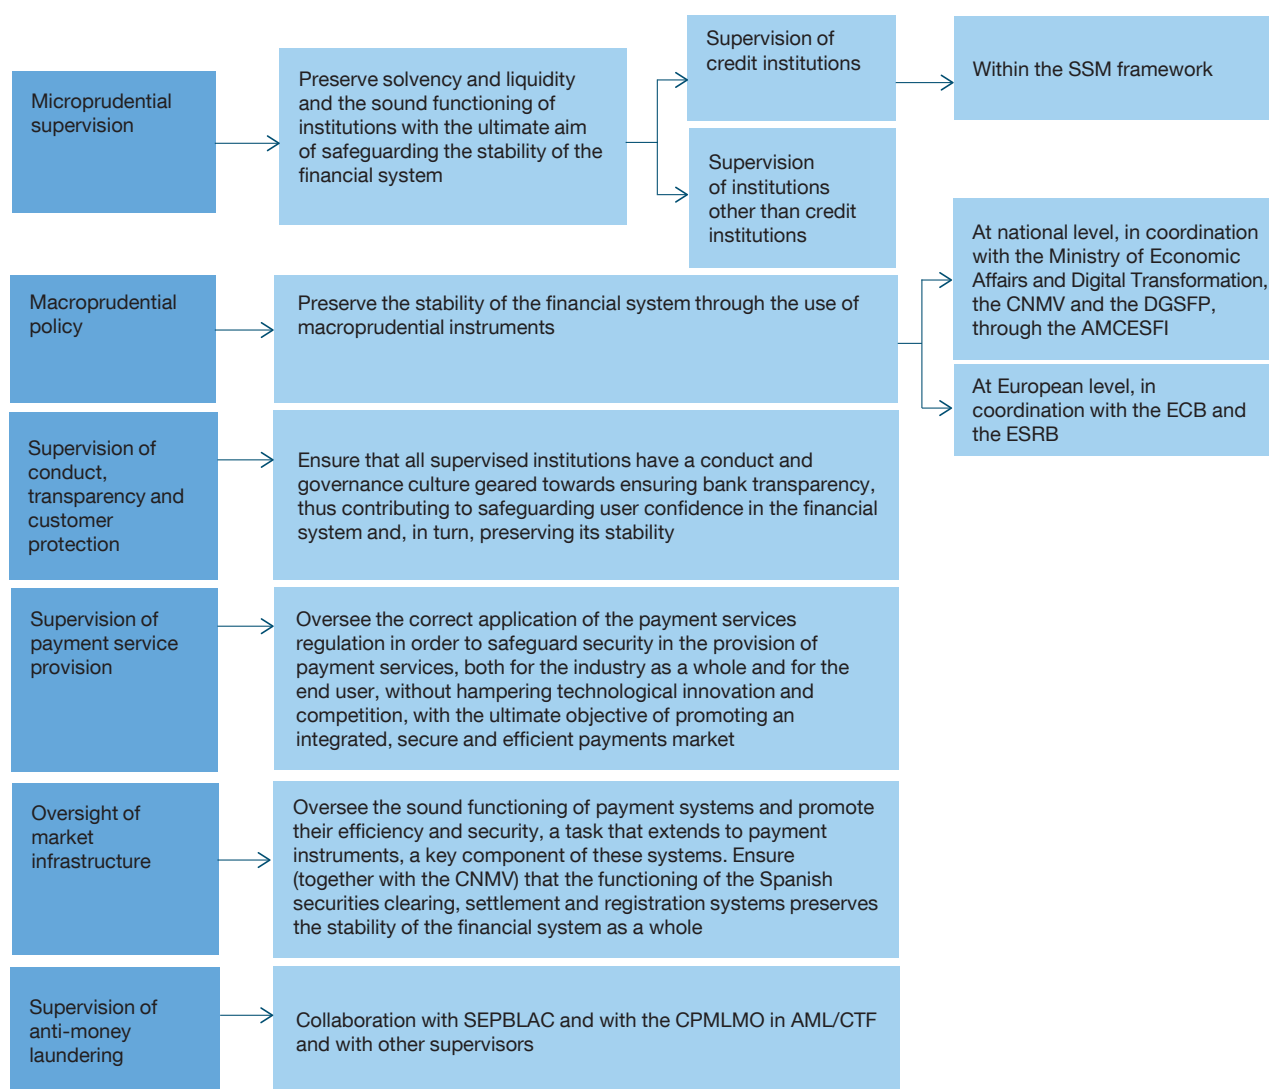 Microprudential
supervision
Preserve solvency and liquidity
and the sound functioning of
institutions with the ultimate aim
of safeguarding the stability of the
financial system
Supervision of
credit institutions
Within the SSM framework
Supervision
of institutions
other than credit
institutions
Macroprudential
policy
Preserve the stability of the financial system through the use of
macroprudential instruments
At national level, in coordination
with the Ministry of Economic
Affairs and Digital Transformation,
the CNMV and the DGSFP,
through the AMCESFI
At European level, in
coordination with the ECB and
the ESRB
Supervision of
conduct,
transparency and
customer
protection
Ensure that all supervised institutions have a conduct and
governance culture geared towards ensuring bank transparency,
thus contributing to safeguarding user confidence in the financial
system and, in turn, preserving its stability
Supervision of
payment service
provision
Oversee the correct application of the payment services
regulation in order to safeguard security in the provision of
payment services, both for the industry as a whole and for the
end user, without hampering technological innovation and
competition, with the ultimate objective of promoting an
integrated, secure and efficient payments market
Oversight of
market
infrastructure
Oversee the sound functioning of payment systems and promote
their efficiency and security, a task that extends to payment
instruments, a key component of these systems. Ensure
(together with the CNMV) that the functioning of the Spanish
securities clearing, settlement and registration systems preserves
the stability of the financial system as a whole
Supervision of
anti-money
laundering
Collaboration with SEPBLAC and with the CPMLMO in AML/CTF
and with other supervisors